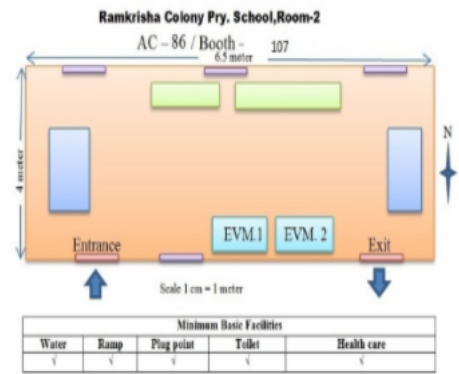 Ramkrisha Colony Pry. School,Room-2
AC – 86 / Booth – 107
6.5 meter
N
4 meter
EVM.1 EVM. 2
Entrance Exit
Scale 1 cm = 1 meter
Minimum Basic Facilities
Water Ramp Plug point Toilet Health care
√ √ √ √ √